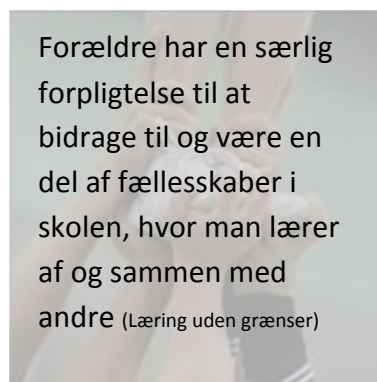 Forældre har en særlig
forpligtelse til at
bidrage til og være en
del af fællesskaber i
skolen, hvor man lærer
af og sammen med
andre (Læring uden grænser)